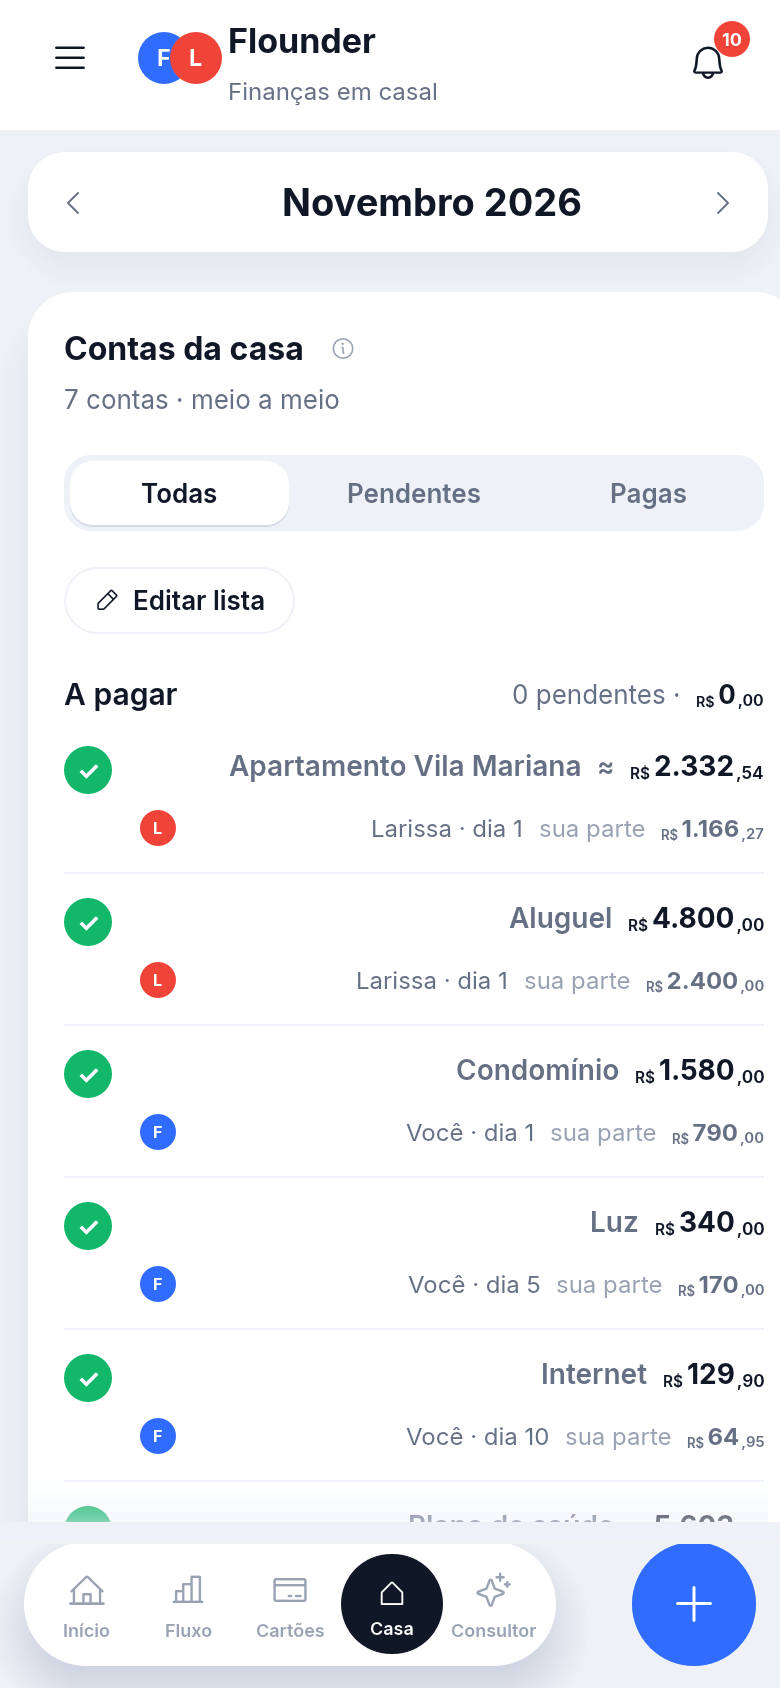 F L Flounder
Finanças em casal
10
Novembro 2026
Contas da casa
7 contas · meio a meio
Todas Pendentes Pagas
Editar lista
A pagar 0 pendentes · R$ 0,00
Apartamento Vila Mariana ≈ R$ 2.332,54
L Larissa · dia 1 sua parte R$ 1.166,27
Aluguel R$ 4.800,00
L Larissa · dia 1 sua parte R$ 2.400,00
Condomínio R$ 1.580,00
F Você · dia 1 sua parte R$ 790,00
Luz R$ 340,00
F Você · dia 5 sua parte R$ 170,00
Internet R$ 129,90
F Você · dia 10 sua parte R$ 64,95
Plano de saúde
Início Fluxo Cartões Casa Consultor